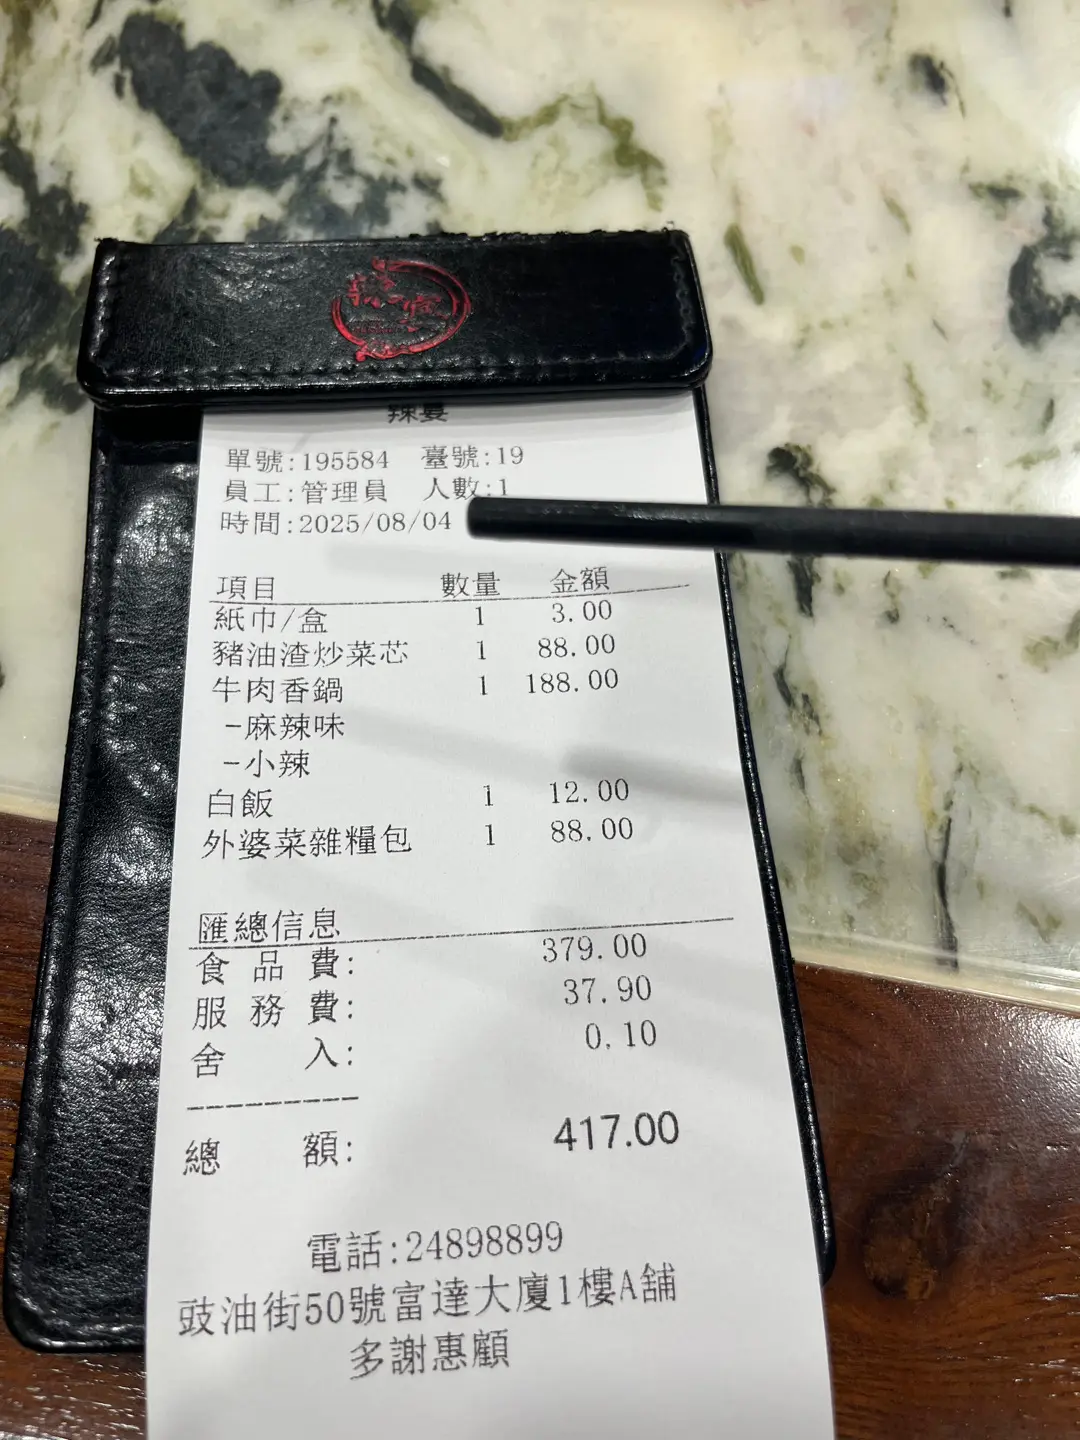 辣宴
單號:195584 臺號:19
員工:管理員 人數:1
時間:2025/08/04
項目 數量 金額
紙巾/盒 1 3.00
豬油渣炒菜芯 1 88.00
牛肉香鍋 1 188.00
-麻辣味
-小辣
白飯 1 12.00
外婆菜雜糧包 1 88.00
匯總信息
食品費: 379.00
服務費: 37.90
舍入: 0.10
總額: 417.00
電話:24898899
豉油街50號富達大廈1樓A舖
多謝惠顧